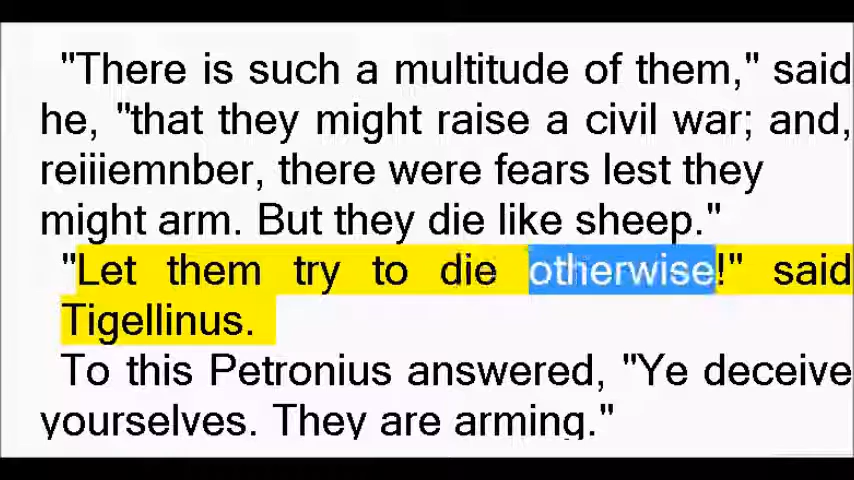 "There is such a multitude of them," said
he, "that they might raise a civil war; and,
reiiiemnber, there were fears lest they
might arm. But they die like sheep."
"Let them try to die otherwise!" said
Tigellinus.
To this Petronius answered, "Ye deceive
yourselves. They are arming."